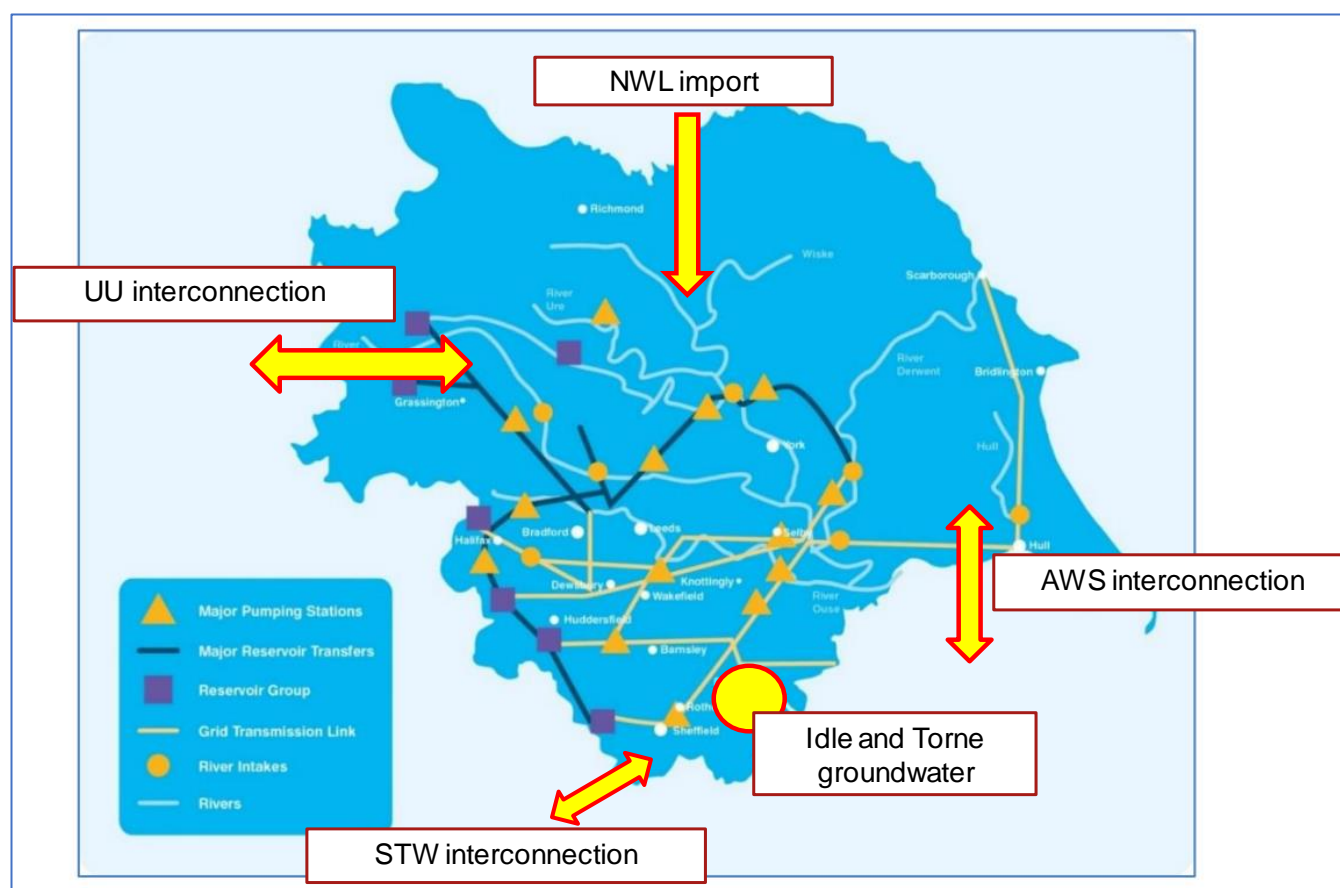 NWL import
Richmond
Wiske
Scarborough
UU interconnection
River
Ure
River
Derwent
River
Bridlington
Grassington
Hull
York
Bradford
Leeds
Selby
Halifax
Hull
AWS interconnection
Dewsbury
Knottingly
Wakefield
River
Ouse
Huddersfield
Barnsley
Sheffield
Idle and Torne
groundwater
STW interconnection
Major Pumping Stations
Major Reservoir Transfers
Reservoir Group
Grid Transmission Link
River Intakes
Rivers